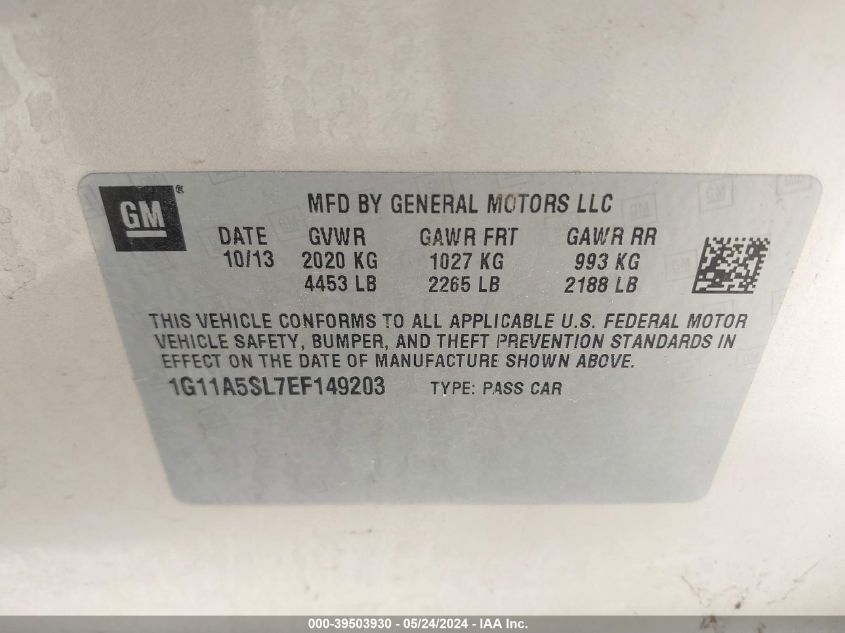 GM®
MFD BY GENERAL MOTORS LLC
DATE GVWR GAWR FRT GAWR RR
10/13 2020 KG 1027 KG 993 KG
4453 LB 2265 LB 2188 LB
THIS VEHICLE CONFORMS TO ALL APPLICABLE U.S. FEDERAL MOTOR
VEHICLE SAFETY, BUMPER, AND THEFT PREVENTION STANDARDS IN
EFFECT ON THE DATE OF MANUFACTURE SHOWN ABOVE.
1G11A5SL7EF149203 TYPE: PASS CAR
000-39503930 - 05/24/2024 - IAA Inc.